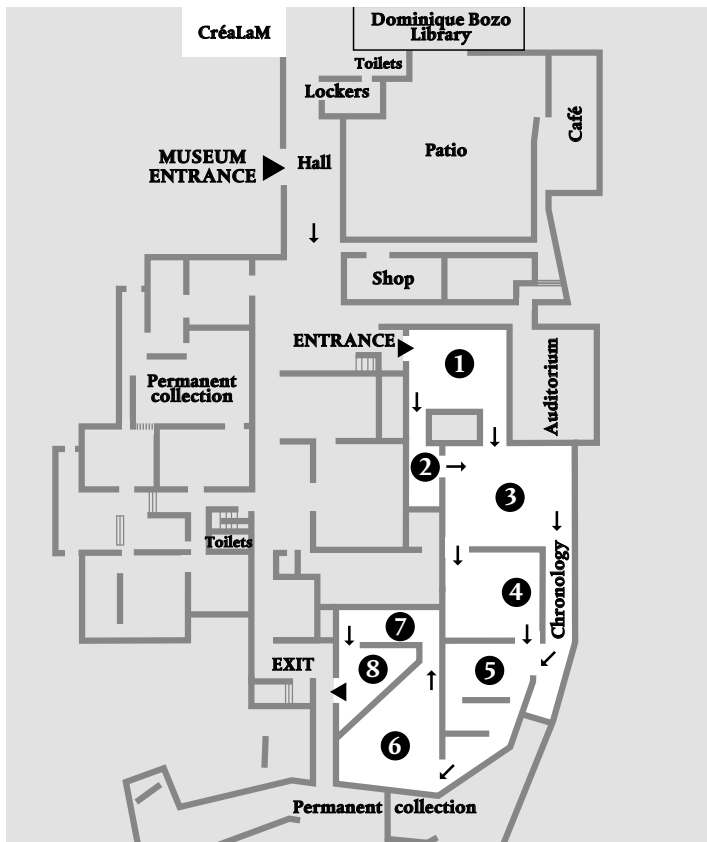 CréaLaM
Dominique Bozo
Library
Toilets
Lockers
Café
Patio
MUSEUM
ENTRANCE
Hall
Shop
ENTRANCE
1
Auditorium
Permanent
collection
2
3
Toilets
Chronology
4
7
EXIT
8
5
6
Permanent collection